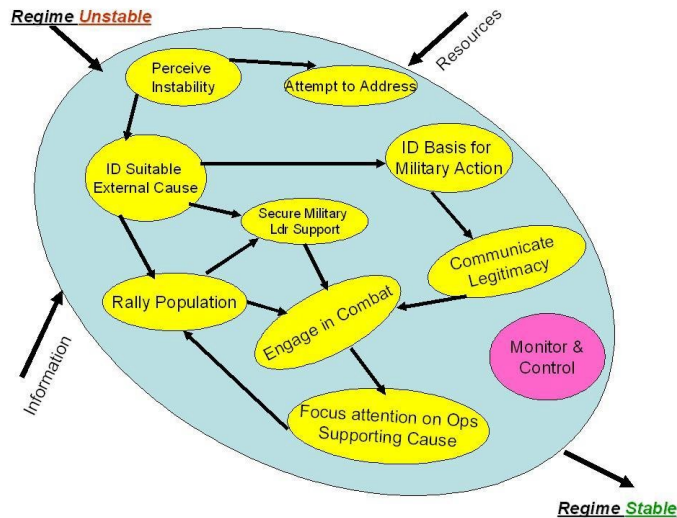 Regime Unstable
Resources
Perceive
Instability
Attempt to Address
ID Suitable
External Cause
ID Basis for
Military Action
Secure Military
Ldr Support
Communicate
Legitimacy
Rally Population
Engage in Combat
Information
Monitor &
Control
Focus attention on Ops
Supporting Cause
Regime Stable